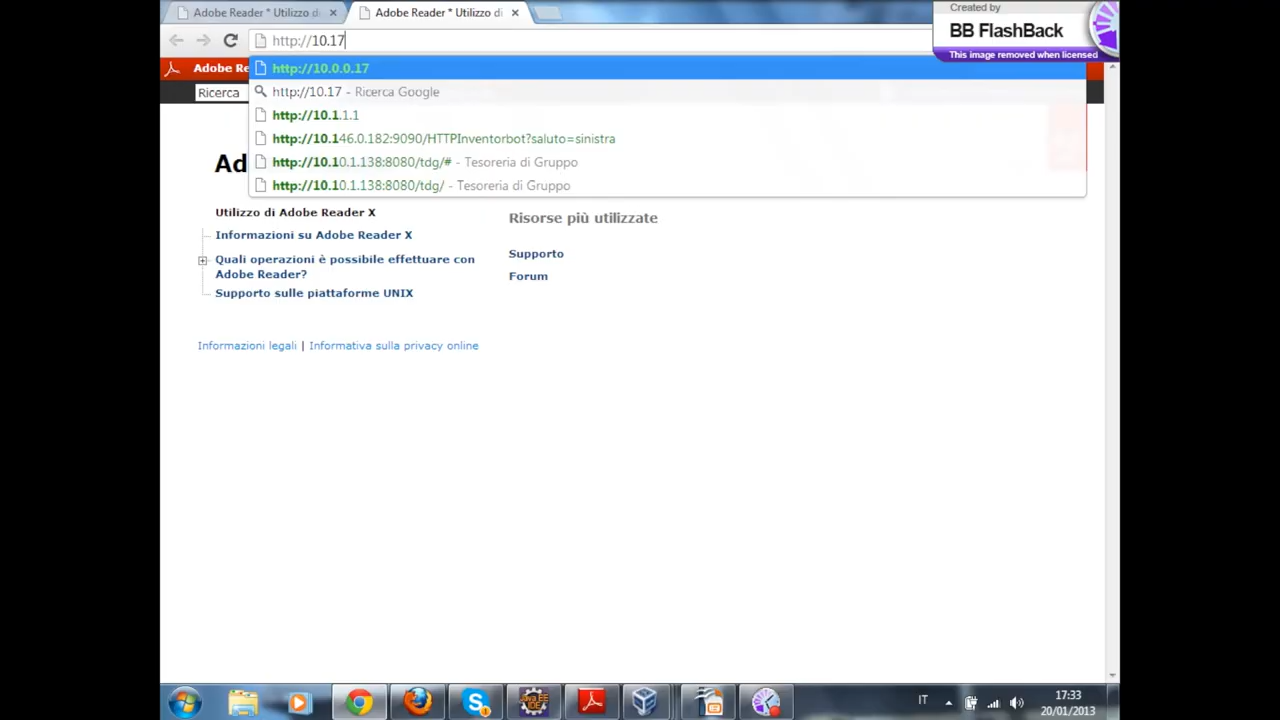 Adobe Reader * Utilizzo di
Adobe Reader * Utilizzo di
Created by
BB FlashBack
This image removed when licensed
http://10.17
Adobe Re
http://10.0.0.17
Ricerca
http://10.17 - Ricerca Google
http://10.1.1.1
http://10.146.0.182:9090/HTTPInventorbot?saluto=sinistra
Ad
http://10.10.1.138:8080/tdg/# - Tesoreria di Gruppo
http://10.10.1.138:8080/tdg/ - Tesoreria di Gruppo
Utilizzo di Adobe Reader X
Risorse più utilizzate
Informazioni su Adobe Reader X
Supporto
Quali operazioni è possibile effettuare con
Adobe Reader?
Forum
Supporto sulle piattaforme UNIX
Informazioni legali | Informativa sulla privacy online
Java EE
IDE
IT
17:33
20/01/2013